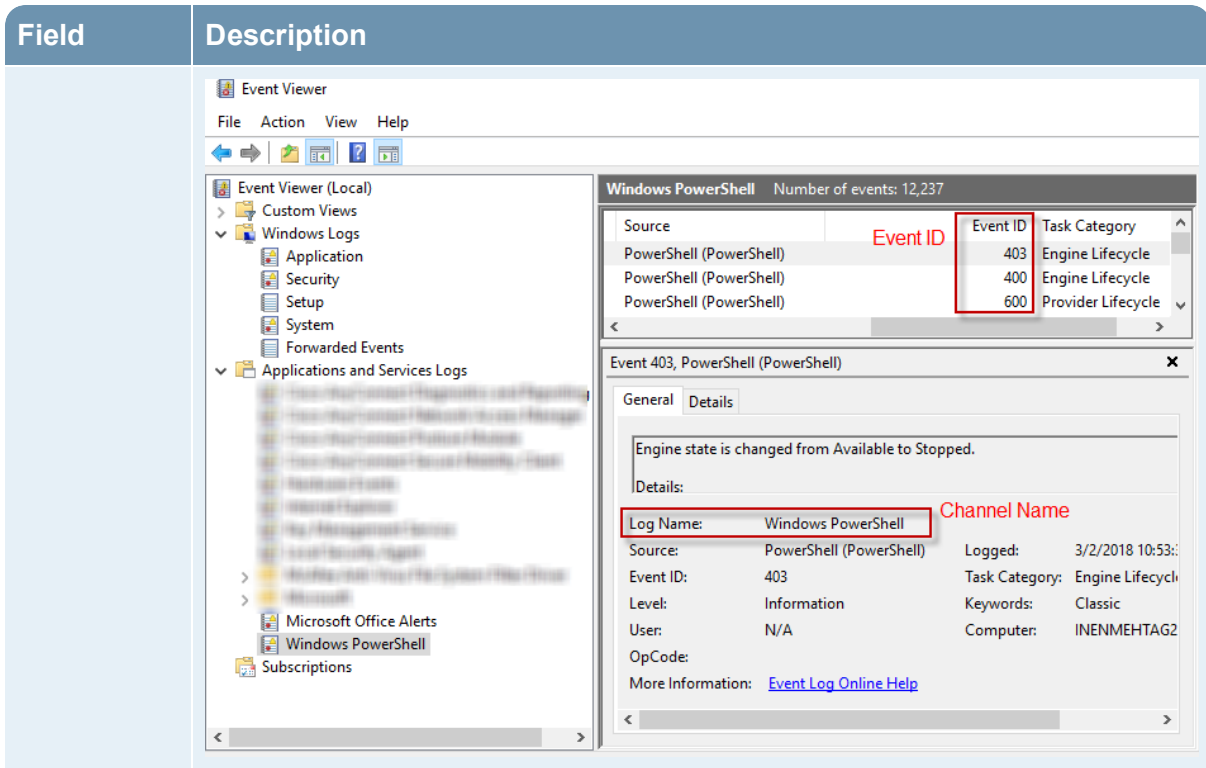 Field Description
Event Viewer
File Action View Help
Event Viewer (Local)
Custom Views
Windows Logs
Application
Security
Setup
System
Forwarded Events
Applications and Services Logs
Microsoft Office Alerts
Windows PowerShell
Subscriptions
Windows PowerShell Number of events: 12,237
Source Event ID Task Category
Event ID
PowerShell (PowerShell) 403 Engine Lifecycle
PowerShell (PowerShell) 400 Engine Lifecycle
PowerShell (PowerShell) 600 Provider Lifecycle
Event 403, PowerShell (PowerShell)
General Details
Engine state is changed from Available to Stopped.
Details:
Channel Name
Log Name: Windows PowerShell
Source: PowerShell (PowerShell) Logged: 3/2/2018 10:53:
Event ID: 403 Task Category: Engine Lifecycl
Level: Information Keywords: Classic
User: N/A Computer: INENMEHTAG2
OpCode:
More Information: Event Log Online Help